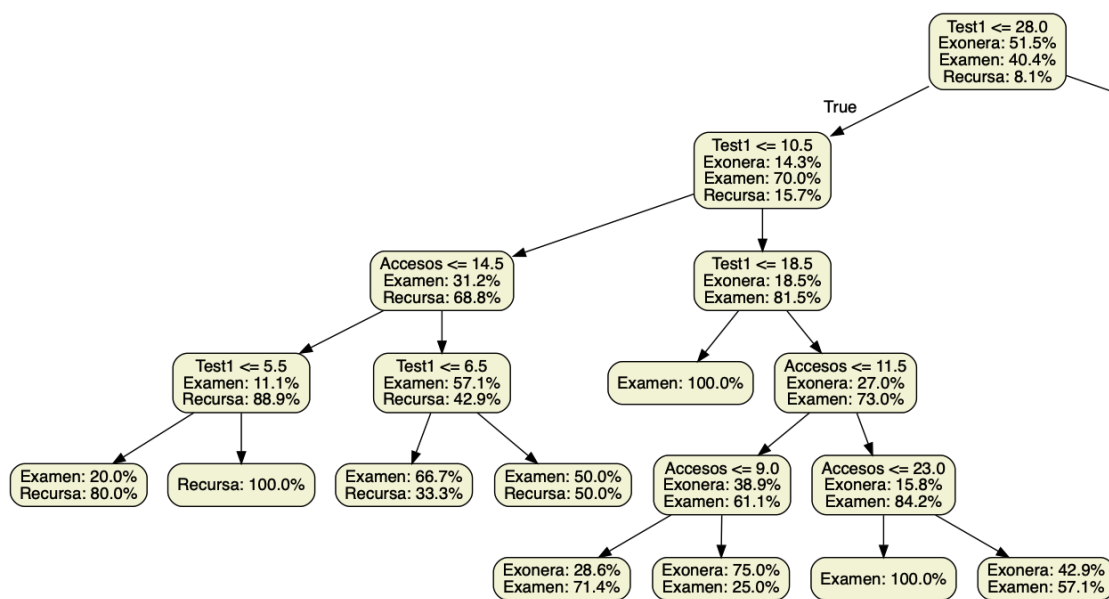 Test1 <= 28.0
Exonera: 51.5%
Examen: 40.4%
Recursa: 8.1%
True
Test1 <= 10.5
Exonera: 14.3%
Examen: 70.0%
Recursa: 15.7%
Accesos <= 14.5
Examen: 31.2%
Recursa: 68.8%
Test1 <= 18.5
Exonera: 18.5%
Examen: 81.5%
Test1 <= 5.5
Examen: 11.1%
Recursa: 88.9%
Test1 <= 6.5
Examen: 57.1%
Recursa: 42.9%
Examen: 100.0%
Accesos <= 11.5
Exonera: 27.0%
Examen: 73.0%
Examen: 20.0%
Recursa: 80.0%
Recursa: 100.0%
Examen: 66.7%
Recursa: 33.3%
Examen: 50.0%
Recursa: 50.0%
Accesos <= 9.0
Exonera: 38.9%
Examen: 61.1%
Accesos <= 23.0
Exonera: 15.8%
Examen: 84.2%
Exonera: 28.6%
Examen: 71.4%
Exonera: 75.0%
Examen: 25.0%
Examen: 100.0%
Exonera: 42.9%
Examen: 57.1%